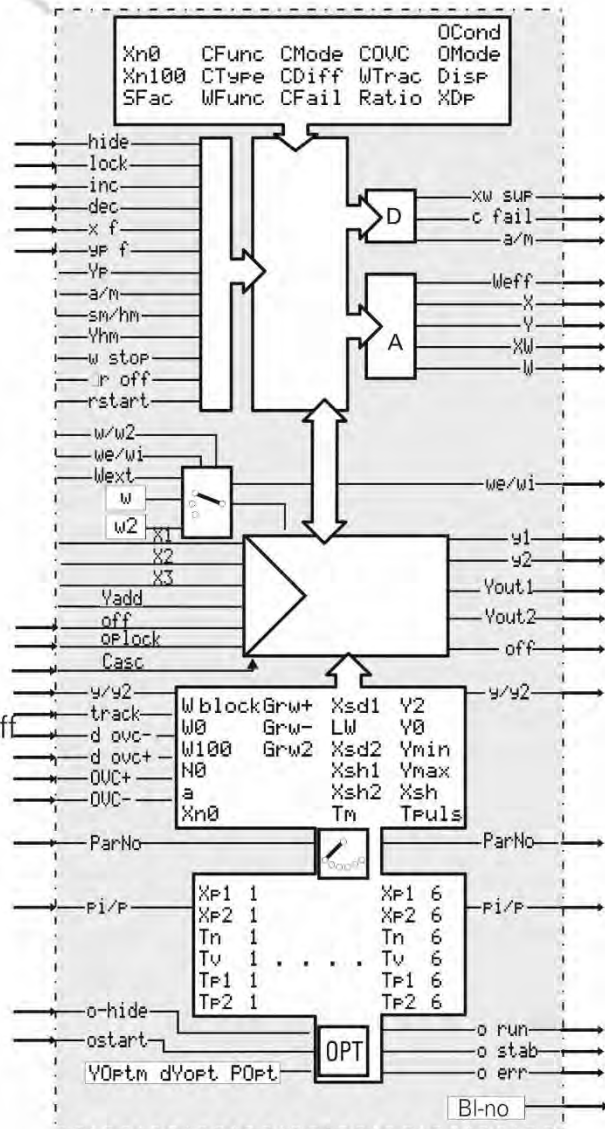 OCond
Xn0 CFunc CMode COVC OMode
Xn100 CType CDiff WTrac Disp
SFac WFunc CFail Ratio XDp
hide
lock
inc
dec
x f
yp f
Yp
a/m
sm/hm
Yhm
w stop
r off
rstart
D
xw sup
c fail
a/m
A
Weff
X
Y
XW
W
w/w2
we/wi
Wext
w
w2
we/wi
X1
X2
X3
Yadd
off
oplock
Casc
y1
y2
Yout1
Yout2
off
y/y2
track
ff
d ovc-
d ovc+
OVC+
OVC-
y/y2
W block Grw+ Xsd1 Y2
W0 Grw- LW Y0
W100 Grw2 Xsd2 Ymin
N0 Xsh1 Ymax
a Xsh2 Xsh
Xn0 Tm Tpuls
ParNo
ParNo
pi/p
pi/p
Xp1 1 Xp1 6
Xp2 1 Xp2 6
Tn 1 Tn 6
Tv 1 . . . . Tv 6
Tp1 1 Tp1 6
Tp2 1 Tp2 6
o-hide
ostart
OPT
YOptm dYopt POpt
o run
o stab
o err
Bl-no